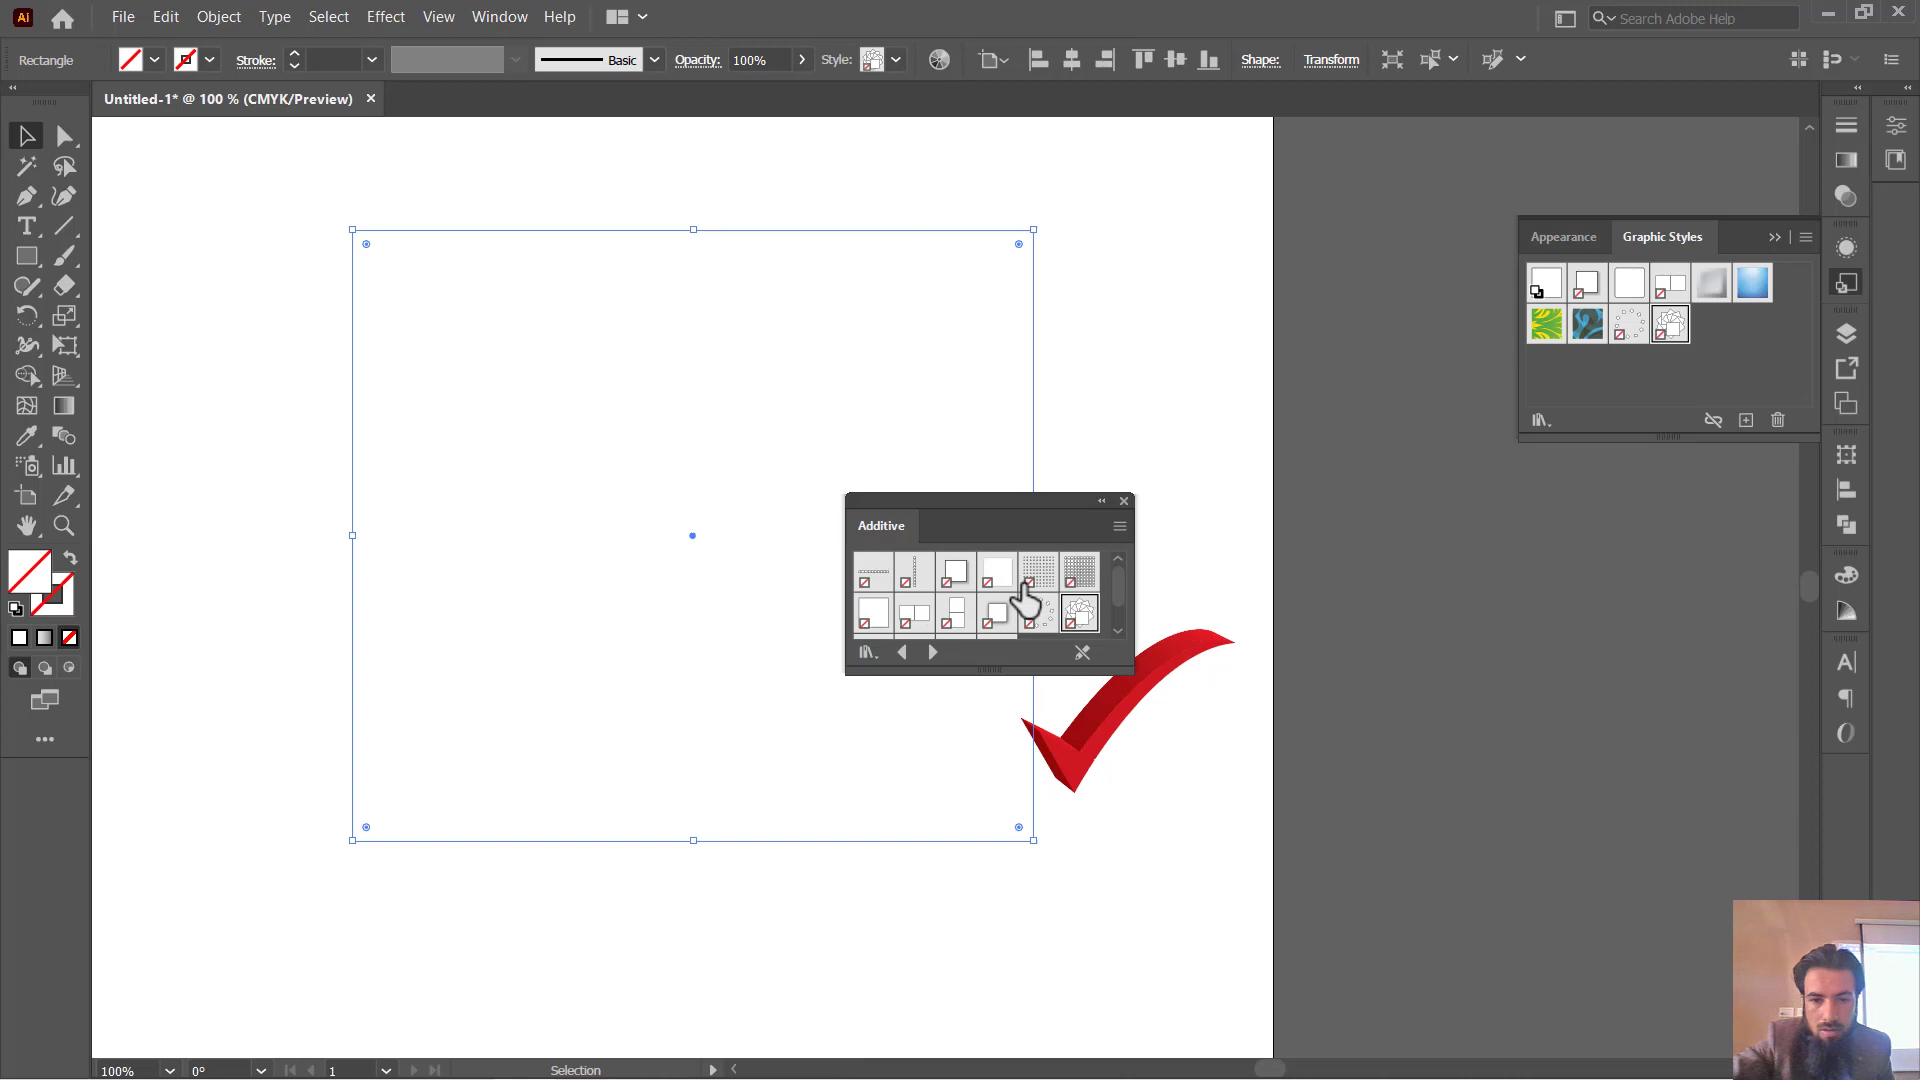 Ai File Edit Object Type Select Effect View Window Help Search Adobe Help
Rectangle Stroke: Basic Opacity: 100% Style: Shape: Transform
Untitled-1* @ 100 % (CMYK/Preview)
Appearance Graphic Styles
Additive
100% 0° 1 Selection